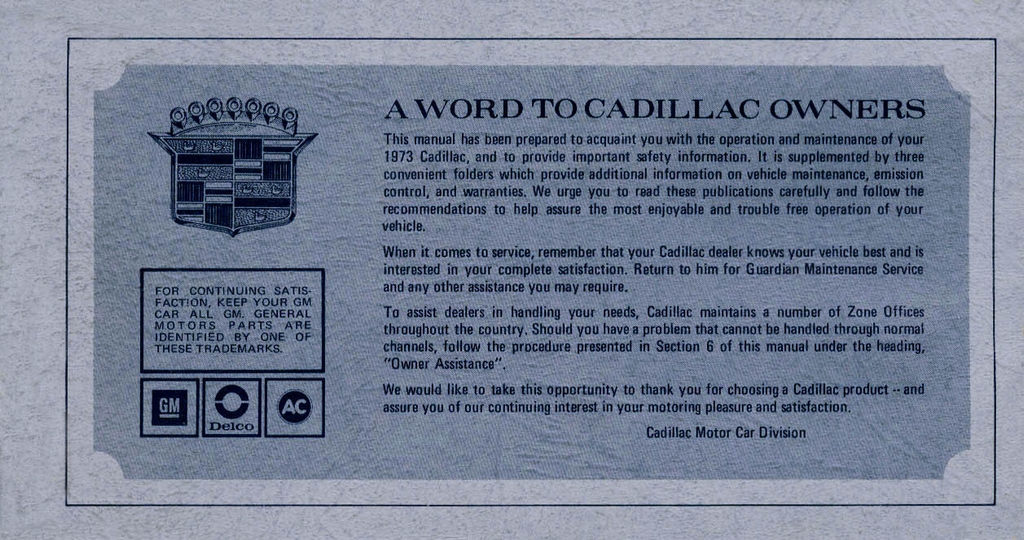 A WORD TO CADILLAC OWNERS
This manual has been prepared to acquaint you with the operation and maintenance of your
1973 Cadillac, and to provide important safety information. It is supplemented by three
convenient folders which provide additional information on vehicle maintenance, emission
control, and warranties. We urge you to read these publications carefully and follow the
recommendations to help assure the most enjoyable and trouble free operation of your
vehicle.
When it comes to service, remember that your Cadillac dealer knows your vehicle best and is
interested in your complete satisfaction. Return to him for Guardian Maintenance Service
and any other assistance you may require.
To assist dealers in handling your needs, Cadillac maintains a number of Zone Offices
throughout the country. Should you have a problem that cannot be handled through normal
channels, follow the procedure presented in Section 6 of this manual under the heading,
"Owner Assistance".
We would like to take this opportunity to thank you for choosing a Cadillac product -- and
assure you of our continuing interest in your motoring pleasure and satisfaction.
Cadillac Motor Car Division
FOR CONTINUING SATIS-
FACTION, KEEP YOUR GM
CAR ALL GM. GENERAL
MOTORS PARTS ARE
IDENTIFIED BY ONE OF
THESE TRADEMARKS.
GM
Delco
AC